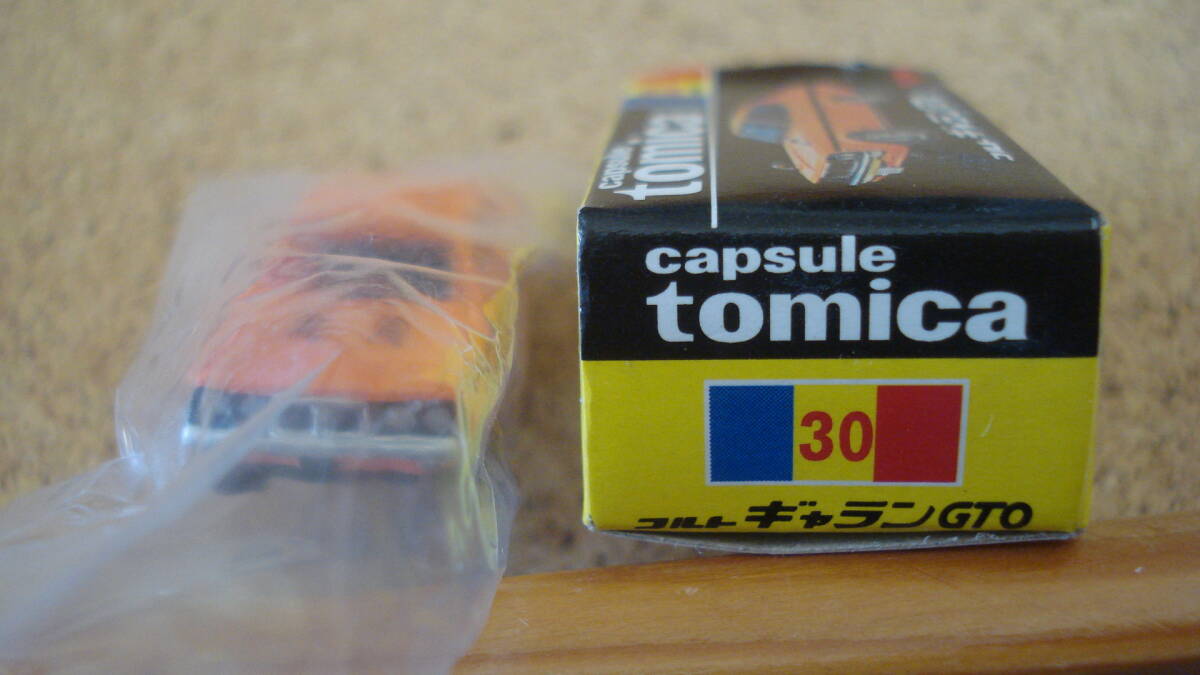 capsule
tomica
capsule
tomica
30
コルト ギャランGTO